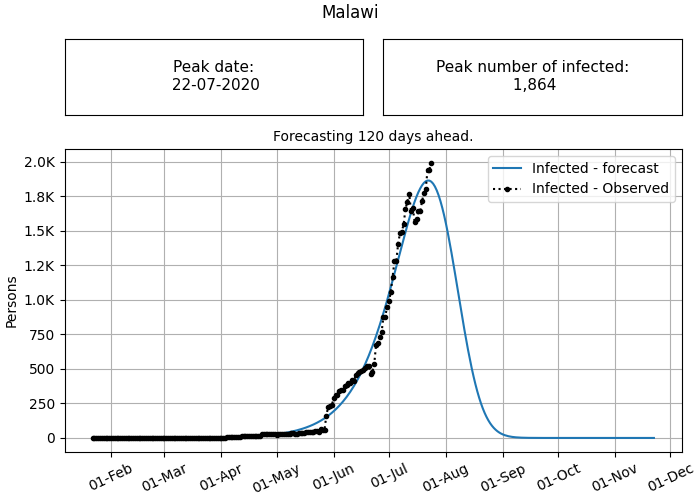 Malawi
Peak date:
22-07-2020
Peak number of infected:
1,864
Forecasting 120 days ahead.
Persons
2.0K
1.8K
1.5K
1.2K
1.0K
750
500
250
0
Infected - forecast
Infected - Observed
01-Feb
01-Mar
01-Apr
01-May
01-Jun
01-Jul
01-Aug
01-Sep
01-Oct
01-Nov
01-Dec